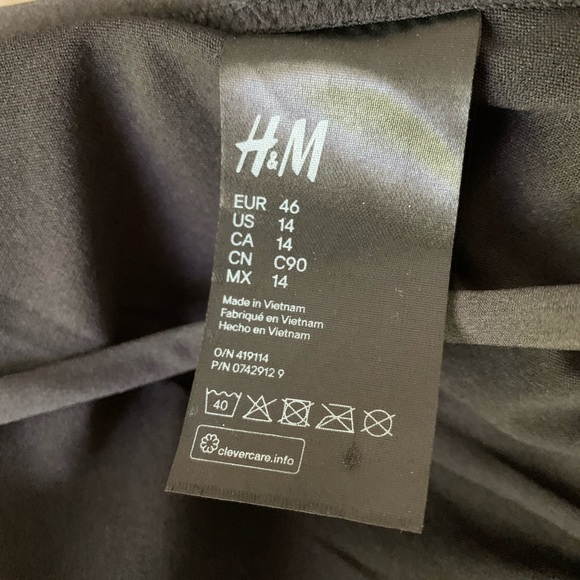 H&M
EUR 46
US 14
CA 14
CN C90
MX 14
Made in Vietnam
Fabriqué en Vietnam
Hecho en Vietnam
O/N 419114
P/N 0742912 9
40
clevercare.info